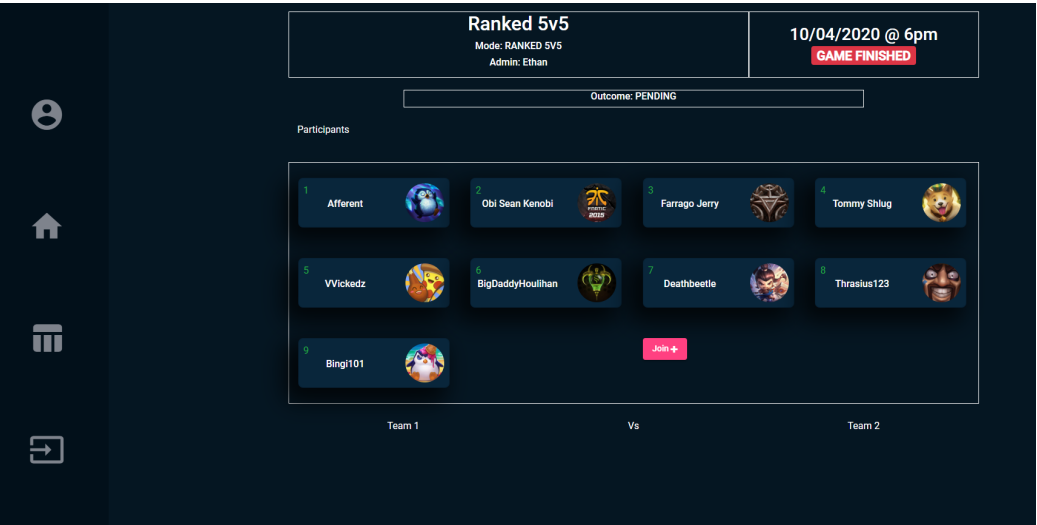 Ranked 5v5
Mode: RANKED 5V5
Admin: Ethan
10/04/2020 @ 6pm
GAME FINISHED
Outcome: PENDING
Participants
1
Afferent
2
Obi Sean Kenobi
FNATIC
2015
3
Farrago Jerry
4
Tommy Shlug
5
VVickedz
6
BigDaddyHoulihan
7
Deathbeetle
8
Thrasius123
9
Bingi101
Join +
Team 1
Vs
Team 2